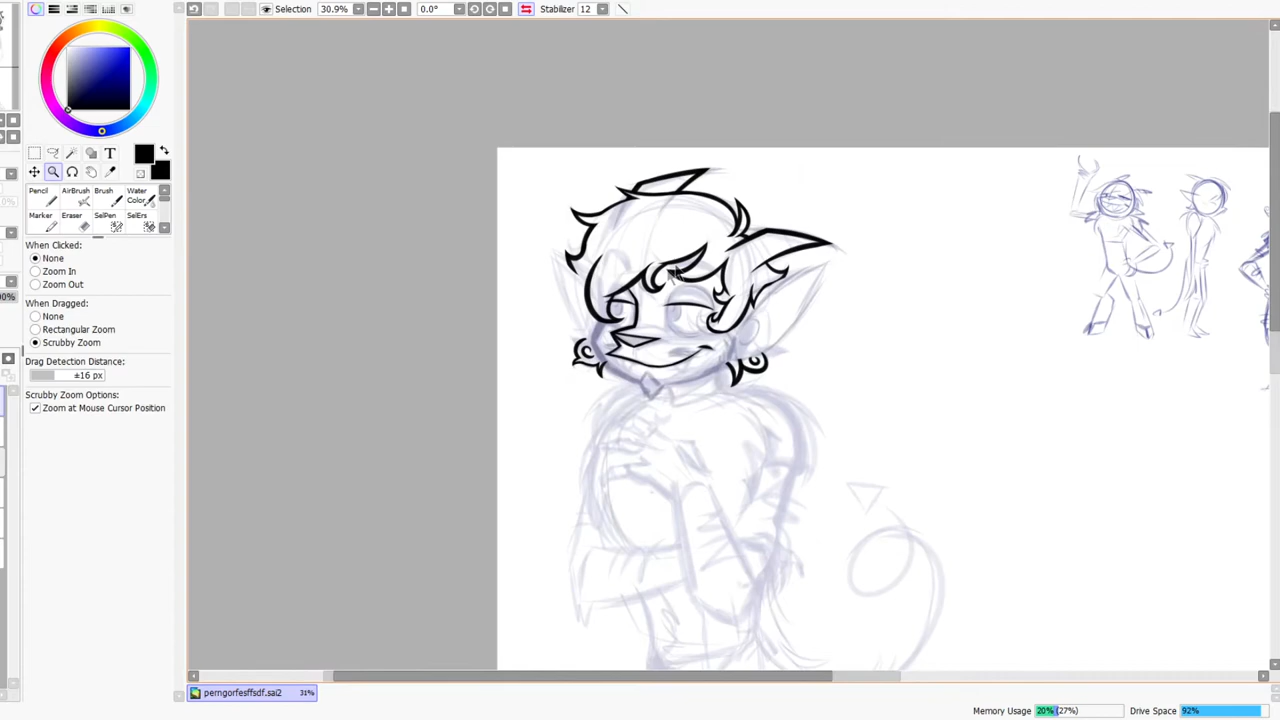 Selection 30.9% 0.0° Stabilizer 12
T
Pencil AirBrush Brush Water Color
Marker Eraser SelPen SelErs
When Clicked:
None
Zoom In
Zoom Out
When Dragged:
None
Rectangular Zoom
Scrubby Zoom
Drag Detection Distance:
±16 px
Scrubby Zoom Options:
Zoom at Mouse Cursor Position
perngorfesffsdf.sai2 31%
Memory Usage 20% (27%) Drive Space 92%